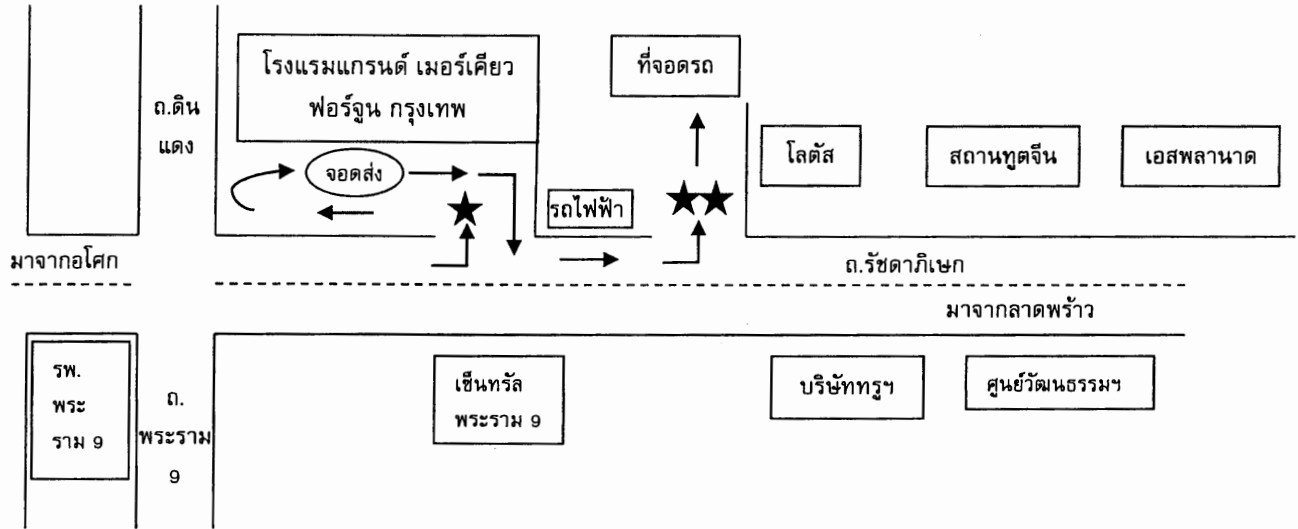 โรงแรมแกรนด์ เมอร์เคียว
ฟอร์จูน กรุงเทพ
ที่จอดรถ
ถ.ดิน
แดง
โลตัส
สถานทูตจีน
เอสพลานาด
จอดส่ง
รถไฟฟ้า
มาจากอโศก
ถ.รัชดาภิเษก
มาจากลาดพร้าว
รพ.
พระ
ราม 9
ถ.
พระราม
9
เซ็นทรัล
พระราม 9
บริษัททรูฯ
ศูนย์วัฒนธรรมฯ